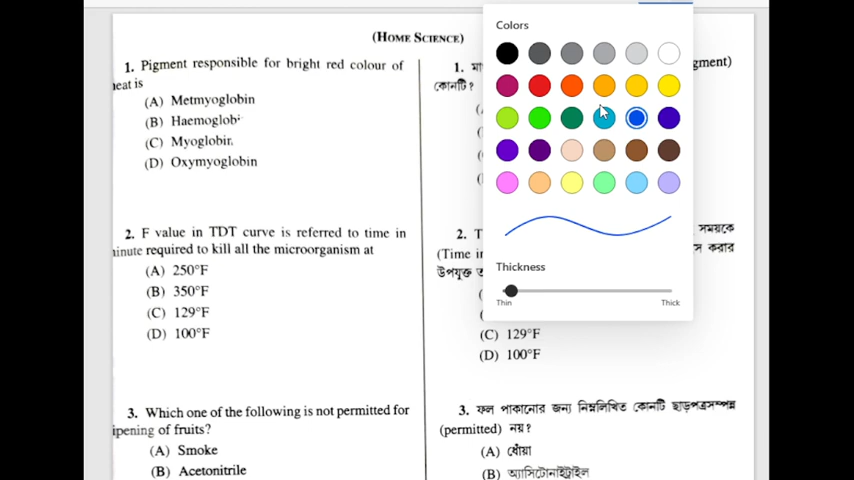 (HOME SCIENCE)
1. Pigment responsible for bright red colour of
eat is
(A) Metmyoglobin
(B) Haemoglobi
(C) Myoglobin
(D) Oxymyoglobin
2. F value in TDT curve is referred to time in
inute required to kill all the microorganism at
(A) 250°F
(B) 350°F
(C) 129°F
(D) 100°F
3. Which one of the following is not permitted for
ipening of fruits?
(A) Smoke
(B) Acetonitrile
1. gment)
কোনটি?
2. T সময়কে
(Time in করার
উপযুক্ত
(C) 129°F
(D) 100°F
3. ফল পাকানোর জন্য নিম্নলিখিত কোনটি ছাড়পত্রসম্পন্ন
(permitted) নয়?
(A) ধোঁয়া
(B) অ্যাসিটোনাইট্রাইল
Colors
Thickness
Thin Thick